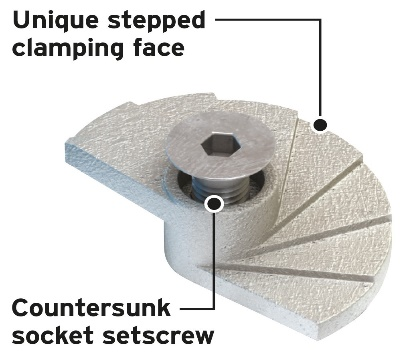 Unique stepped
clamping face
Countersunk
socket setscrew